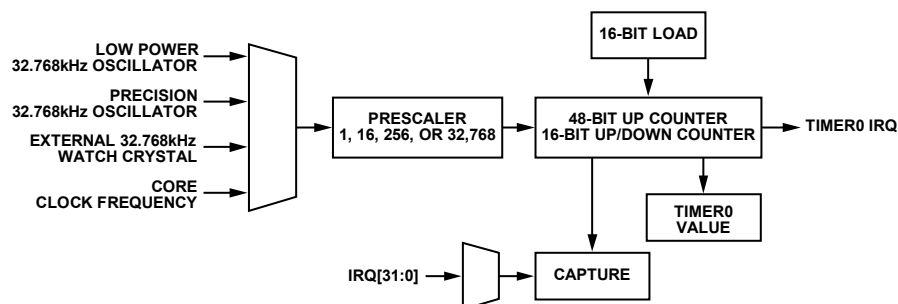 LOW POWER
32.768kHz OSCILLATOR
PRECISION
32.768kHz OSCILLATOR
EXTERNAL 32.768kHz
WATCH CRYSTAL
CORE
CLOCK FREQUENCY
PRESCALER
1, 16, 256, OR 32,768
16-BIT LOAD
48-BIT UP COUNTER
16-BIT UP/DOWN COUNTER
TIMER0 IRQ
TIMER0
VALUE
IRQ[31:0]
CAPTURE